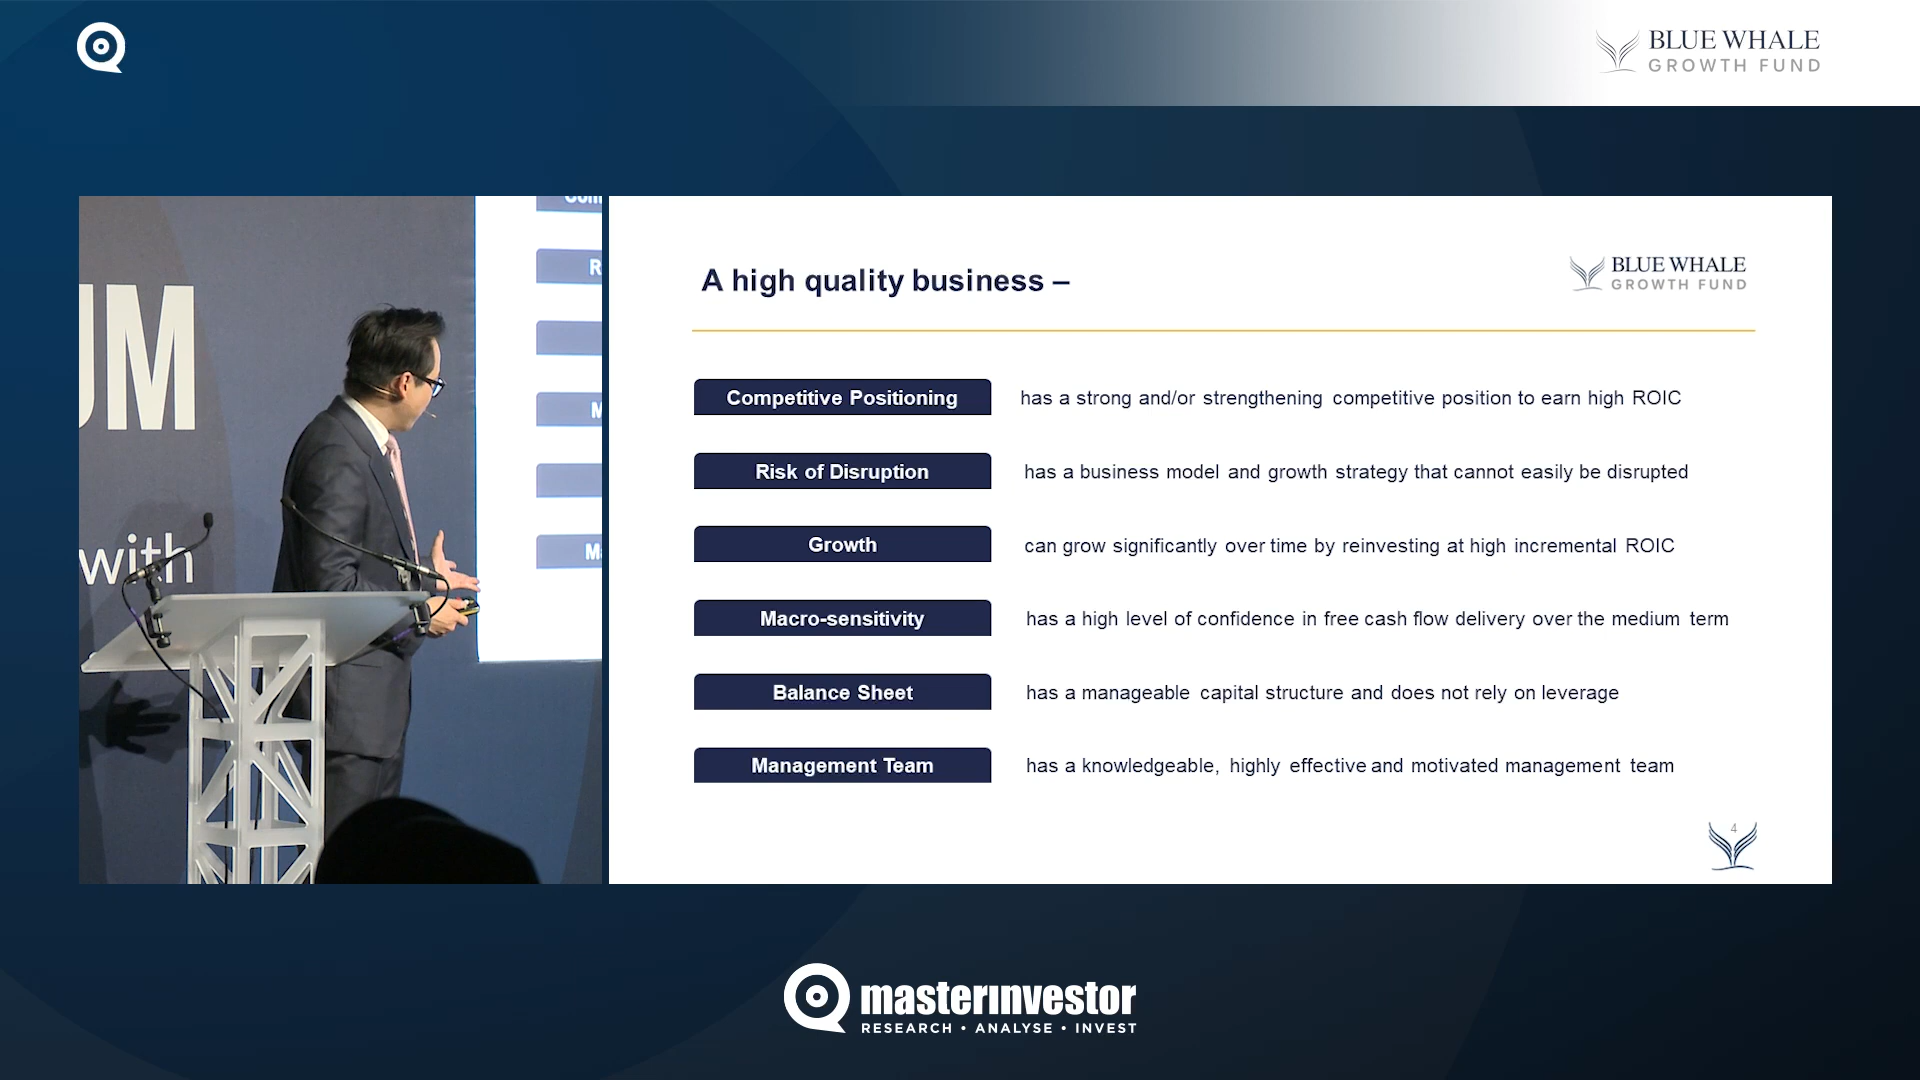 BLUE WHALE
GROWTH FUND
UM
with
A high quality business –
BLUE WHALE
GROWTH FUND
Competitive Positioning has a strong and/or strengthening competitive position to earn high ROIC
Risk of Disruption has a business model and growth strategy that cannot easily be disrupted
Growth can grow significantly over time by reinvesting at high incremental ROIC
Macro-sensitivity has a high level of confidence in free cash flow delivery over the medium term
Balance Sheet has a manageable capital structure and does not rely on leverage
Management Team has a knowledgeable, highly effective and motivated management team
4
masterinvestor
RESEARCH • ANALYSE • INVEST